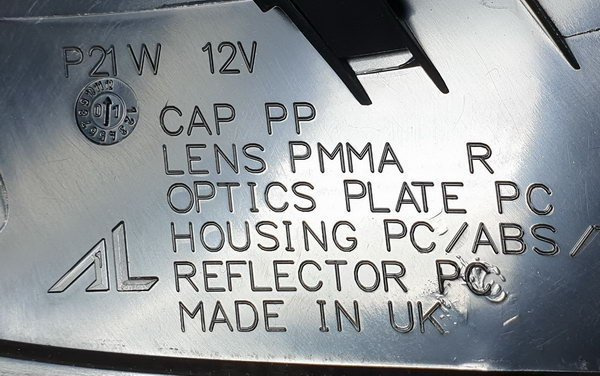 P21W 12V
CAP PP
LENS PMMA R
OPTICS PLATE PC
HOUSING PC/ABS/
AL REFLECTOR PC
MADE IN UK